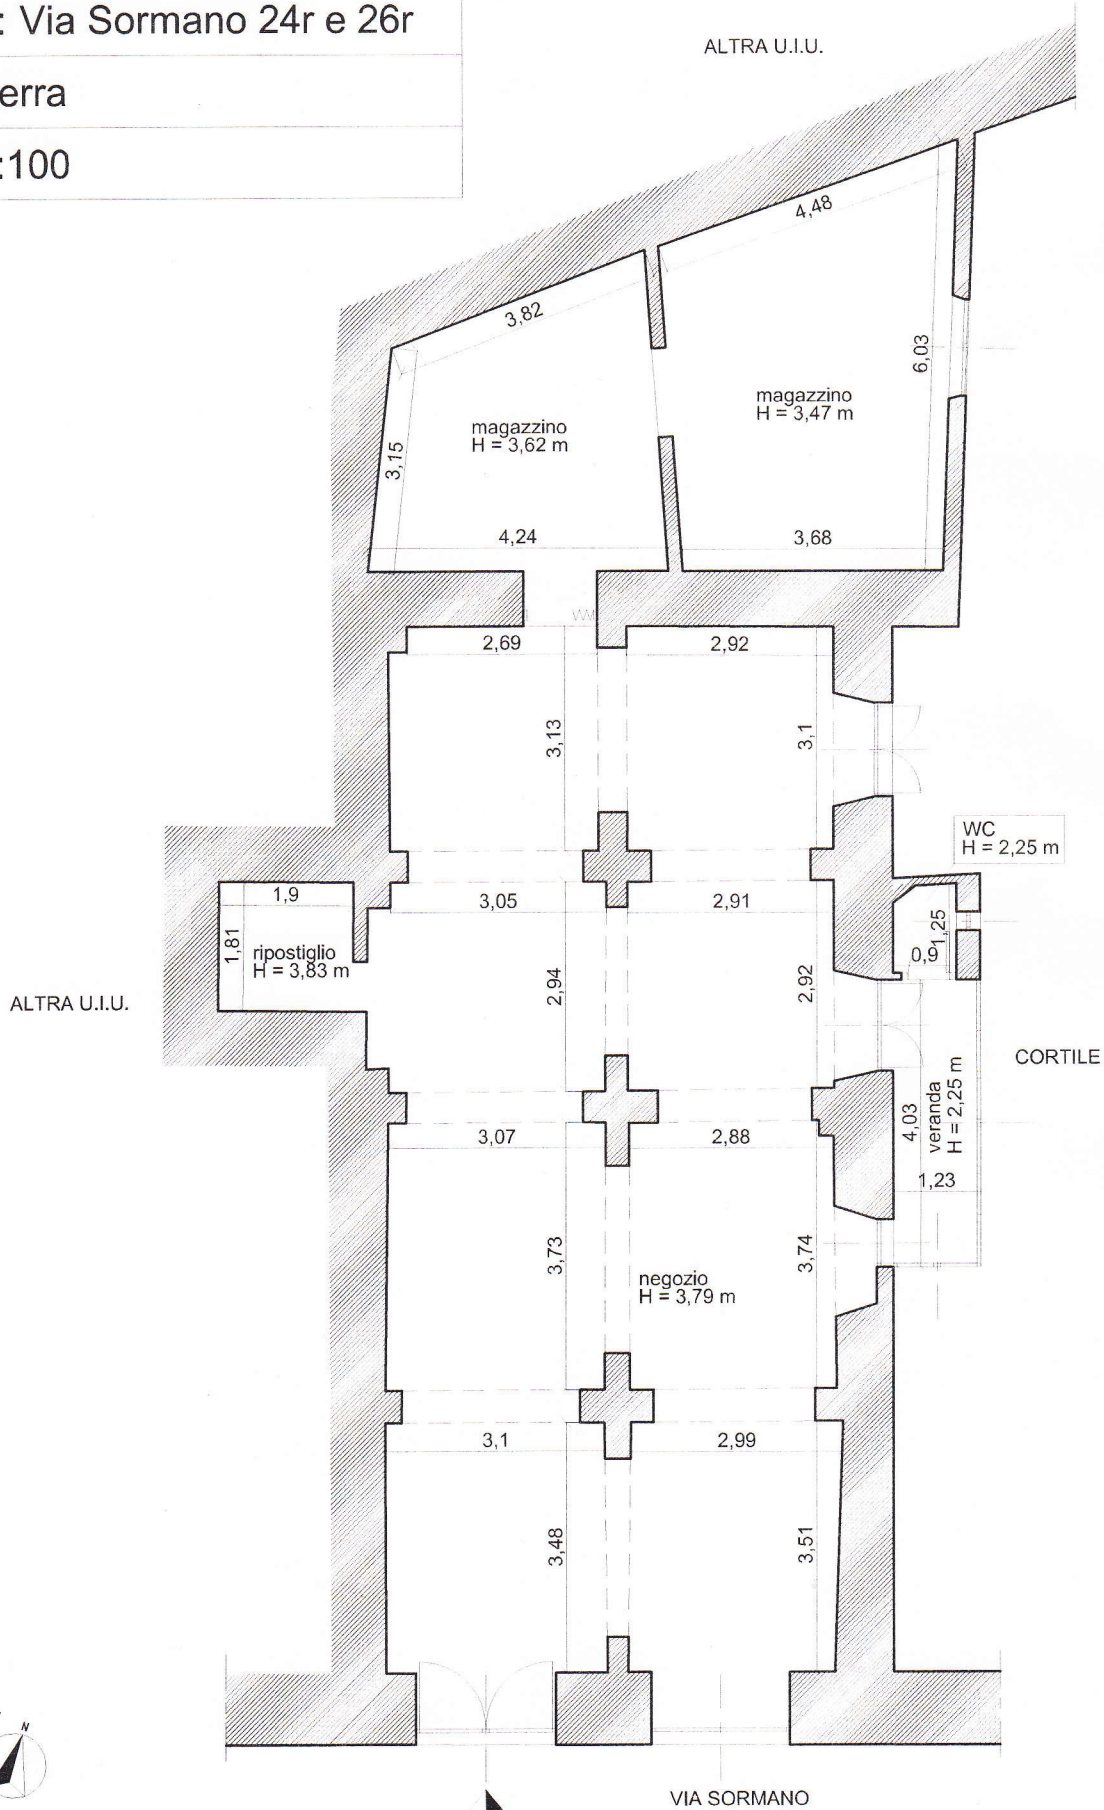 : Via Sormano 24r e 26r
erra
:100
ALTRA U.I.U.
4,48
3,82
6,03
magazzino
H = 3,47 m
magazzino
H = 3,62 m
3,15
4,24
3,68
2,69
2,92
3,13
3,1
WC
H = 2,25 m
1,9
3,05
2,91
1,81
ripostiglio
H = 3,83 m
1,25
0,9
2,94
2,92
ALTRA U.I.U.
CORTILE
4,03
veranda
H = 2,25 m
3,07
2,88
1,23
3,73
3,74
negozio
H = 3,79 m
3,1
2,99
3,48
3,51
N
VIA SORMANO